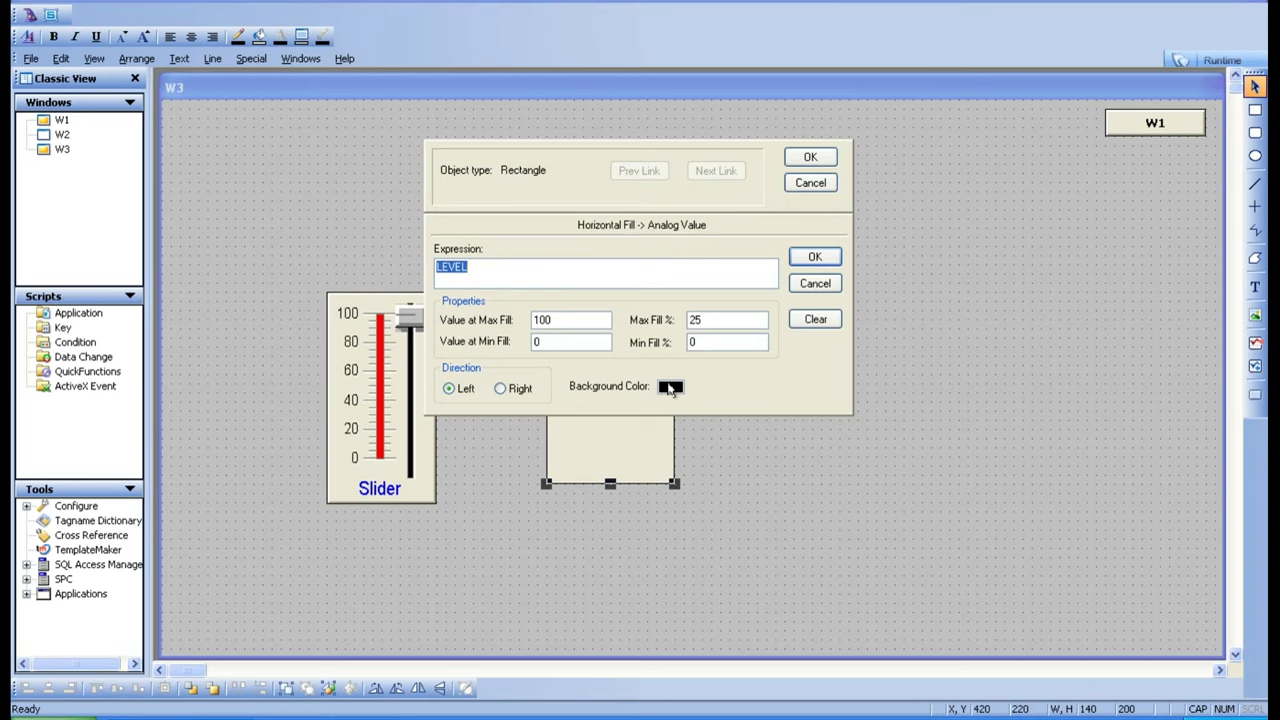 B I U A A
File Edit View Arrange Text Line Special Windows Help
Runtime
Classic View
Windows
W1
W2
W3
Scripts
Application
Key
Condition
Data Change
QuickFunctions
ActiveX Event
Tools
Configure
Tagname Dictionary
Cross Reference
TemplateMaker
SQL Access Manage
SPC
Applications
W3
W1
Object type: Rectangle
Prev Link
Next Link
OK
Cancel
Horizontal Fill -> Analog Value
Expression:
LEVEL
OK
Cancel
Clear
Properties
Value at Max Fill: 100
Max Fill %: 25
Value at Min Fill: 0
Min Fill %: 0
Direction
Left
Right
Background Color:
100
80
60
40
20
0
Slider
T
Ready
X, Y 420 220 W, H 140 200 CAP NUM SCRL